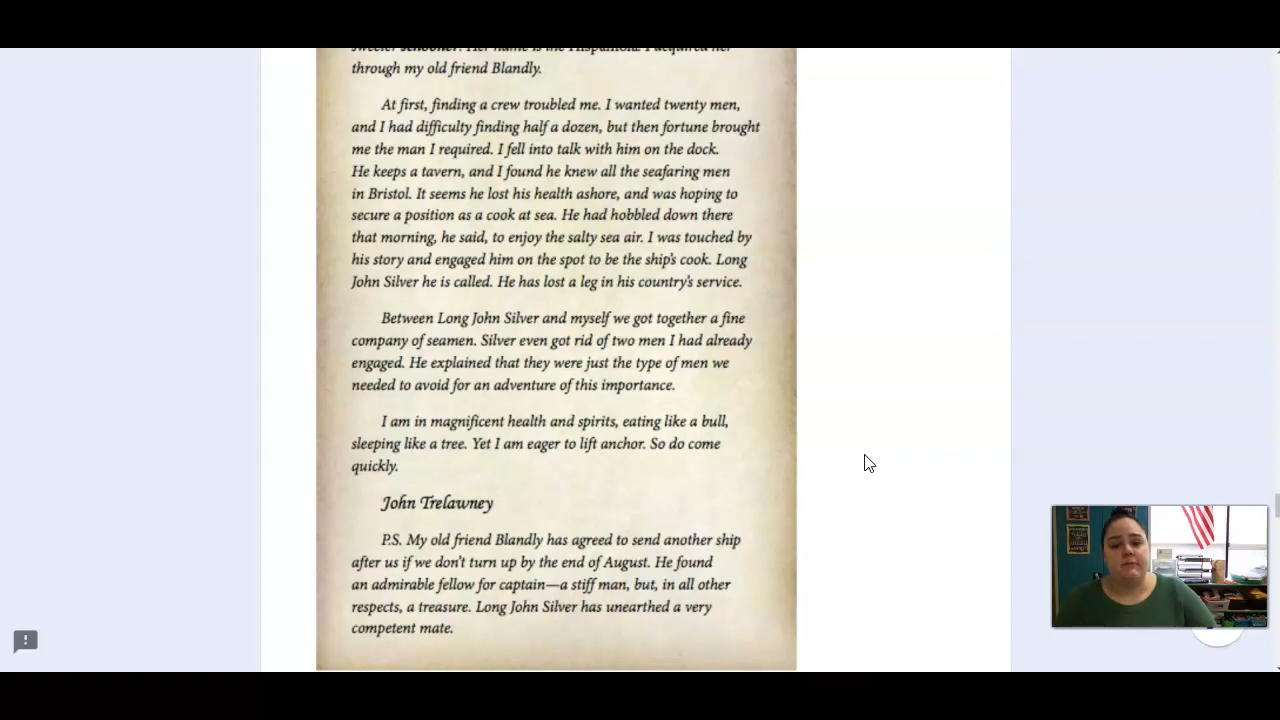 sweeter schooner. Her name is the Hispaniola. I acquired her
through my old friend Blandly.
At first, finding a crew troubled me. I wanted twenty men,
and I had difficulty finding half a dozen, but then fortune brought
me the man I required. I fell into talk with him on the dock.
He keeps a tavern, and I found he knew all the seafaring men
in Bristol. It seems he lost his health ashore, and was hoping to
secure a position as a cook at sea. He had hobbled down there
that morning, he said, to enjoy the salty sea air. I was touched by
his story and engaged him on the spot to be the ship's cook. Long
John Silver he is called. He has lost a leg in his country's service.
Between Long John Silver and myself we got together a fine
company of seamen. Silver even got rid of two men I had already
engaged. He explained that they were just the type of men we
needed to avoid for an adventure of this importance.
I am in magnificent health and spirits, eating like a bull,
sleeping like a tree. Yet I am eager to lift anchor. So do come
quickly.
John Trelawney
P.S. My old friend Blandly has agreed to send another ship
after us if we don't turn up by the end of August. He found
an admirable fellow for captain—a stiff man, but, in all other
respects, a treasure. Long John Silver has unearthed a very
competent mate.